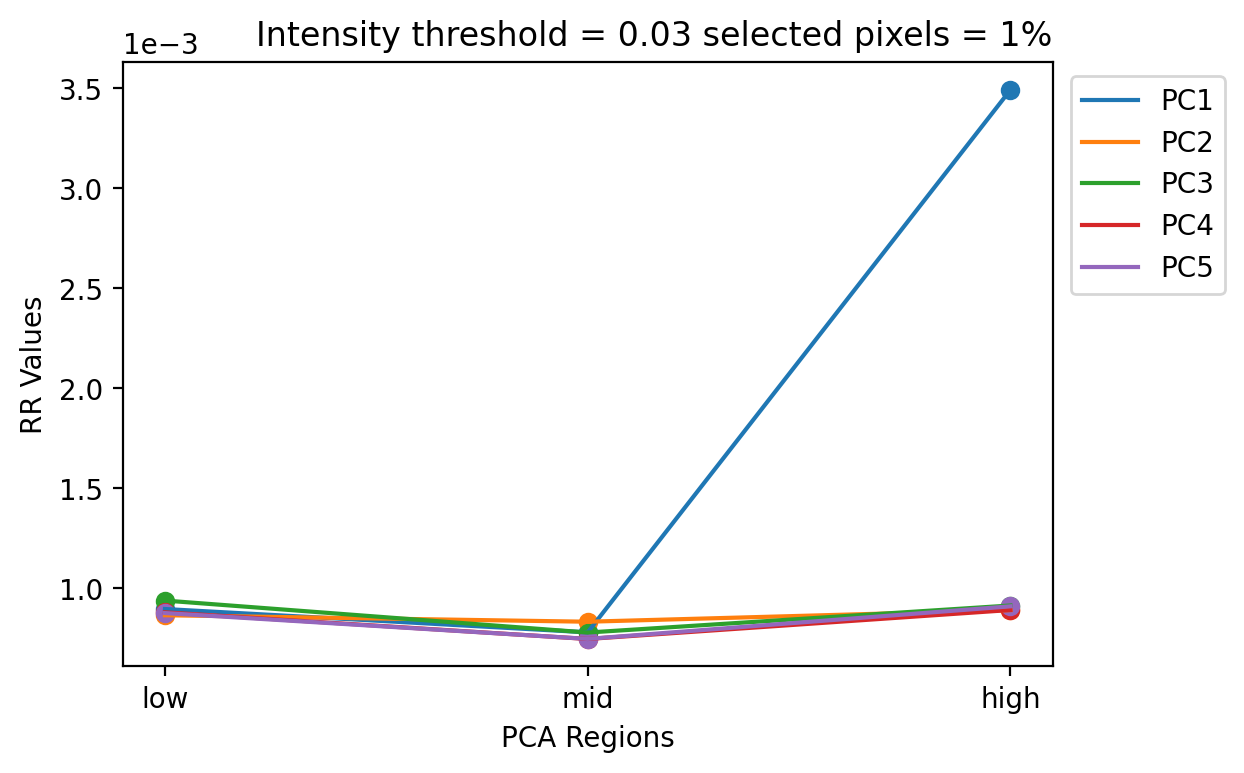 Intensity threshold = 0.03 selected pixels = 1%
1e−3
3.5
3.0
2.5
2.0
1.5
1.0
RR Values
low
mid
high
PCA Regions
PC1
PC2
PC3
PC4
PC5